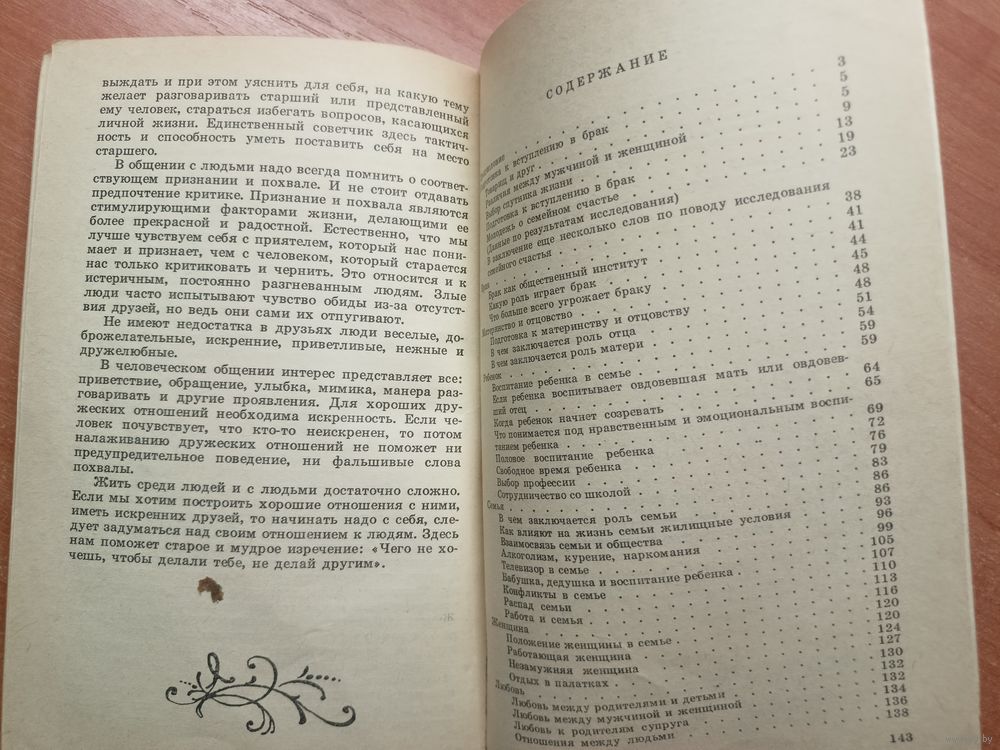 выждать и при этом уяснить для себя, на какую тему
желает разговаривать старший или представленный
ему человек, стараться избегать вопросов, касающихся
личной жизни. Единственный советчик здесь тактич-
ность и способность уметь поставить себя на место
старшего.
В общении с людьми надо всегда помнить о соответ-
ствующем признании и похвале. И не стоит отдавать
предпочтение критике. Признание и похвала являются
стимулирующими факторами жизни, делающими ее
более прекрасной и радостной. Естественно, что мы
лучше чувствуем себя с приятелем, который нас пони-
мает и признает, чем с человеком, который старается
нас только критиковать и чернить. Это относится и к
истеричным, постоянно разгневанным людям. Злые
люди часто испытывают чувство обиды из-за отсутст-
вия друзей, но ведь они сами их отпугивают.
Не имеют недостатка в друзьях люди веселые, до-
брожелательные, искренние, приветливые, нежные и
дружелюбные.
В человеческом общении интерес представляет все:
приветствие, обращение, улыбка, мимика, манера раз-
говаривать и другие проявления. Для хороших дру-
жеских отношений необходима искренность. Если че-
ловек почувствует, что кто-то неискренен, то потом
налаживанию дружеских отношений не поможет ни
предупредительное поведение, ни фальшивые слова
похвалы.
Жить среди людей и с людьми достаточно сложно.
Если мы хотим построить хорошие отношения с ними,
иметь искренних друзей, то начинать надо с себя, сле-
дует задуматься над своим отношением к людям. Здесь
нам поможет старое и мудрое изречение: «Чего не хо-
чешь, чтобы делали тебе, не делай другим».
СОДЕРЖАНИЕ
3
к вступлению в брак 5
Товарищ и друг 5
Различия между мужчиной и женщиной 9
Выбор спутника жизни 13
Подготовка к вступлению в брак 19
Молодежь о семейном счастье
(Данные по результатам исследования) 23
В заключение еще несколько слов по поводу исследования
семейного счастья 38
Брак 41
Брак как общественный институт 41
Какую роль играет брак 44
Что больше всего угрожает браку 45
Материнство и отцовство 48
Подготовка к материнству и отцовству 48
В чем заключается роль отца 51
В чем заключается роль матери 54
Ребенок 59
Воспитание ребенка в семье 59
Если ребенка воспитывает овдовевшая мать или овдовев-
ший отец 64
Когда ребенок начнет созревать 65
Что понимается под нравственным и эмоциональным воспи-
танием ребенка 69
Половое воспитание ребенка 72
Свободное время ребенка 76
Выбор профессии 79
Сотрудничество со школой 83
Семья 86
В чем заключается роль семьи 86
Как влияют на жизнь семьи жилищные условия 93
Взаимосвязь семьи и общества 96
Алкоголизм, курение, наркомания 99
Телевизор в семье 105
Бабушка, дедушка и воспитание ребенка 107
Конфликты в семье 110
Распад семьи 113
Работа и семья 116
Женщина 120
Положение женщины в семье 120
Работающая женщина 124
Незамужняя женщина 127
Отдых в палатках 130
Любовь 132
Любовь между родителями и детьми 132
Любовь между мужчиной и женщиной 134
Любовь к родителям супруга 136
Отношения между людьми 138
143